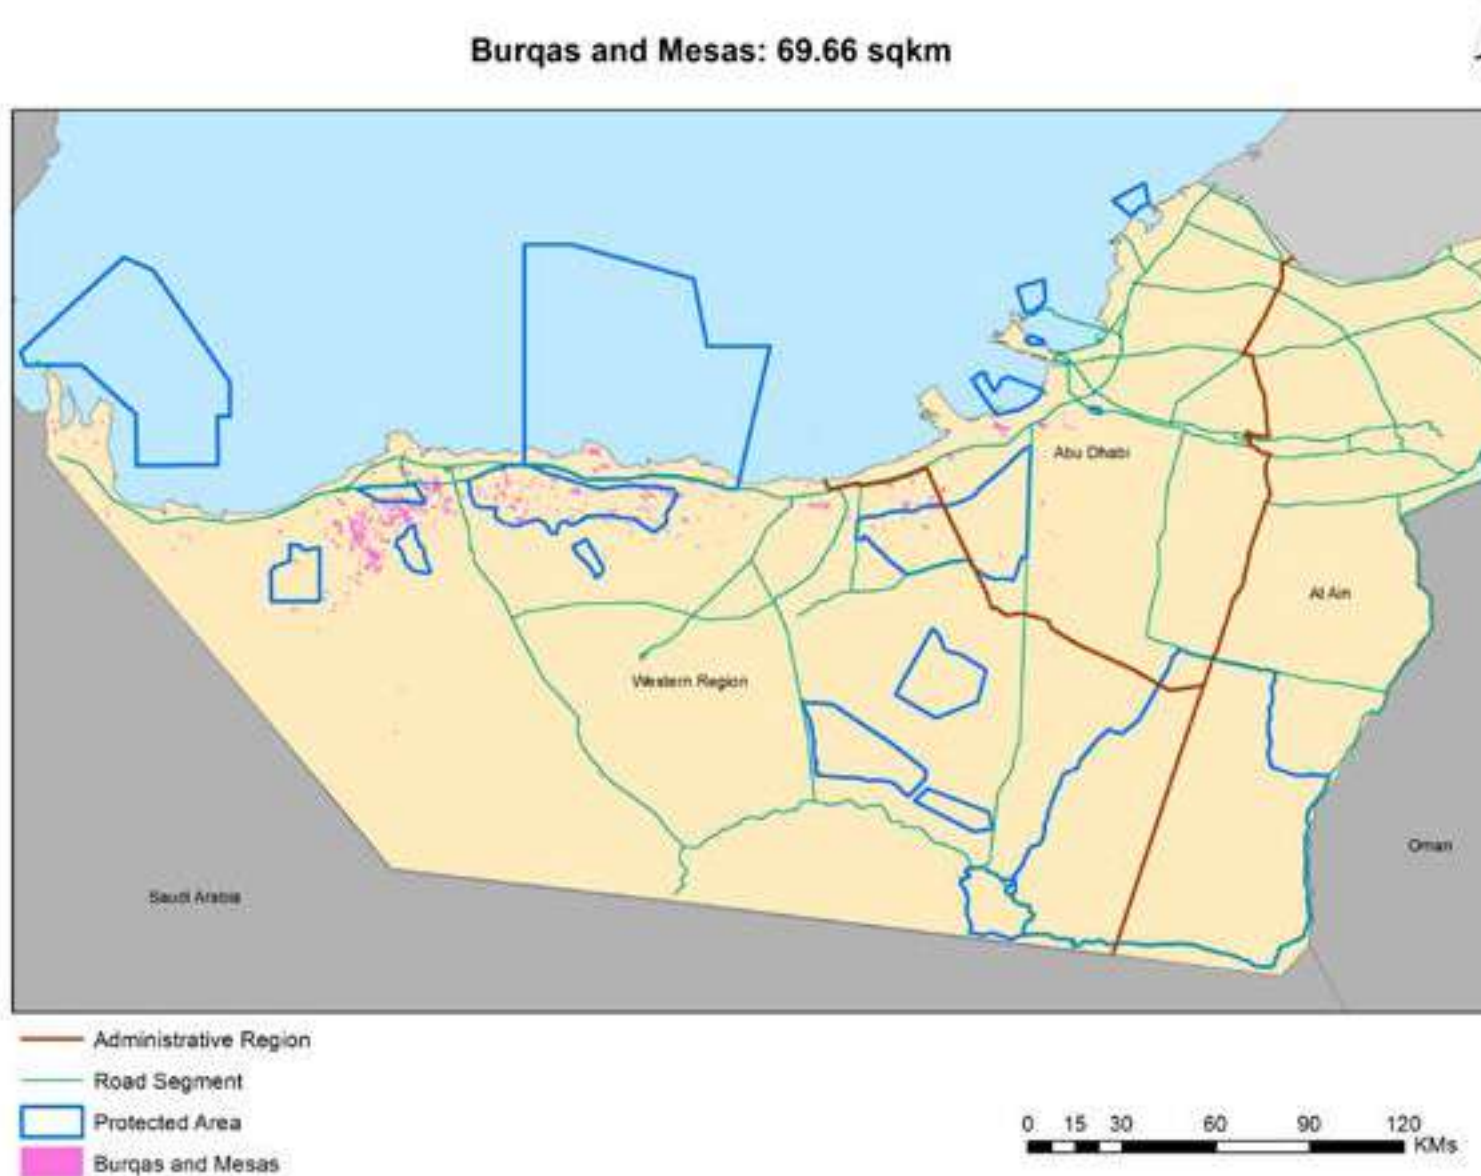 Burqas and Mesas: 69.66 sqkm
Abu Dhabi
Al Ain
Western Region
Oman
Saudi Arabia
Administrative Region
Road Segment
Protected Area
Burqas and Mesas
0 15 30 60 90 120
KMs